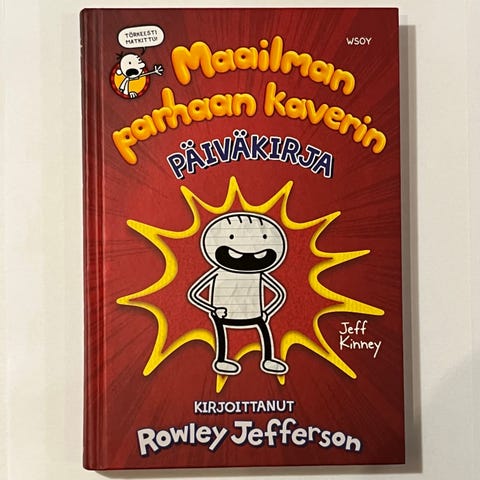 TÖRKEESTI
MATKITTU!
WSOY
Maailman
parhaan kaverin
PÄIVÄKIRJA
Jeff
Kinney
KIRJOITTANUT
Rowley Jefferson